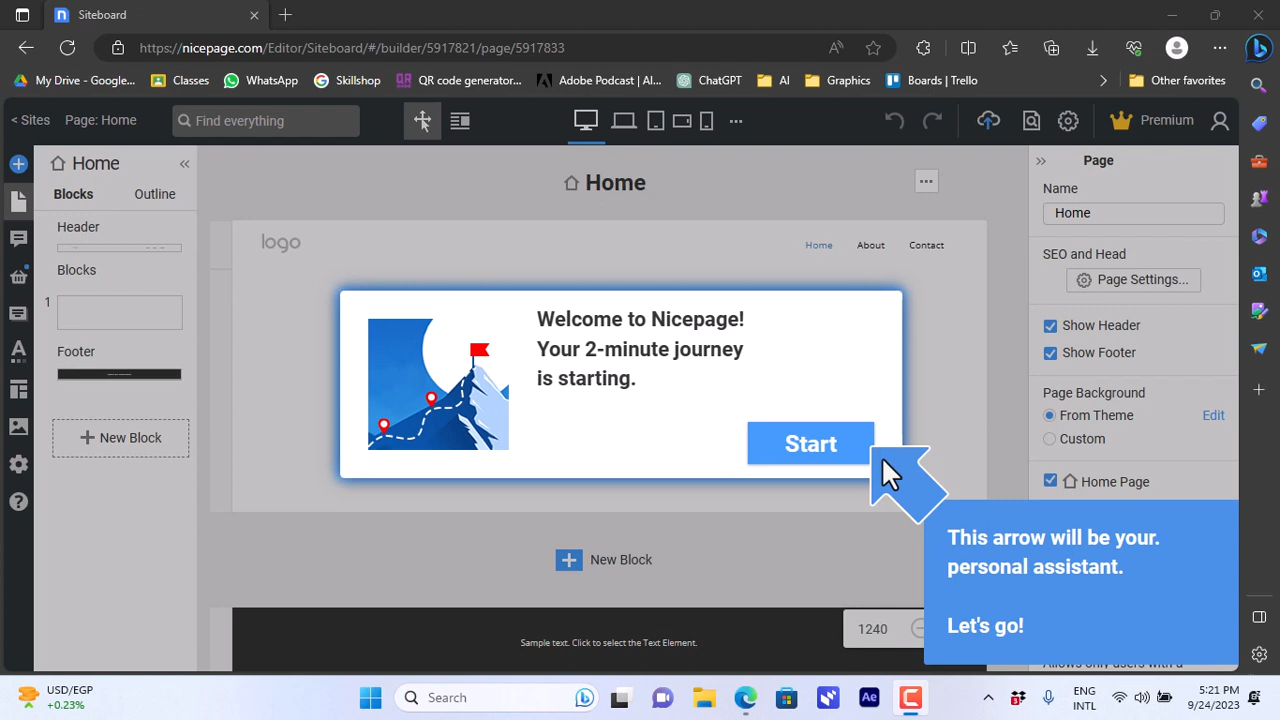 Siteboard
https://nicepage.com/Editor/Siteboard/#/builder/5917821/page/5917833
My Drive - Google...
Classes
WhatsApp
Skillshop
QR code generator...
Adobe Podcast | AI...
ChatGPT
AI
Graphics
Boards | Trello
Other favorites
< Sites
Page: Home
Find everything
Premium
Home
Blocks
Outline
Header
Blocks
1
Footer
New Block
Home
logo
Home
About
Contact
Welcome to Nicepage!
Your 2-minute journey
is starting.
Start
New Block
Sample text. Click to select the Text Element.
1240
Page
Name
Home
SEO and Head
Page Settings...
Show Header
Show Footer
Page Background
From Theme
Edit
Custom
Home Page
This arrow will be your.
personal assistant.
Let's go!
USD/EGP
+0.23%
Search
ENG
INTL
5:21 PM
9/24/2023